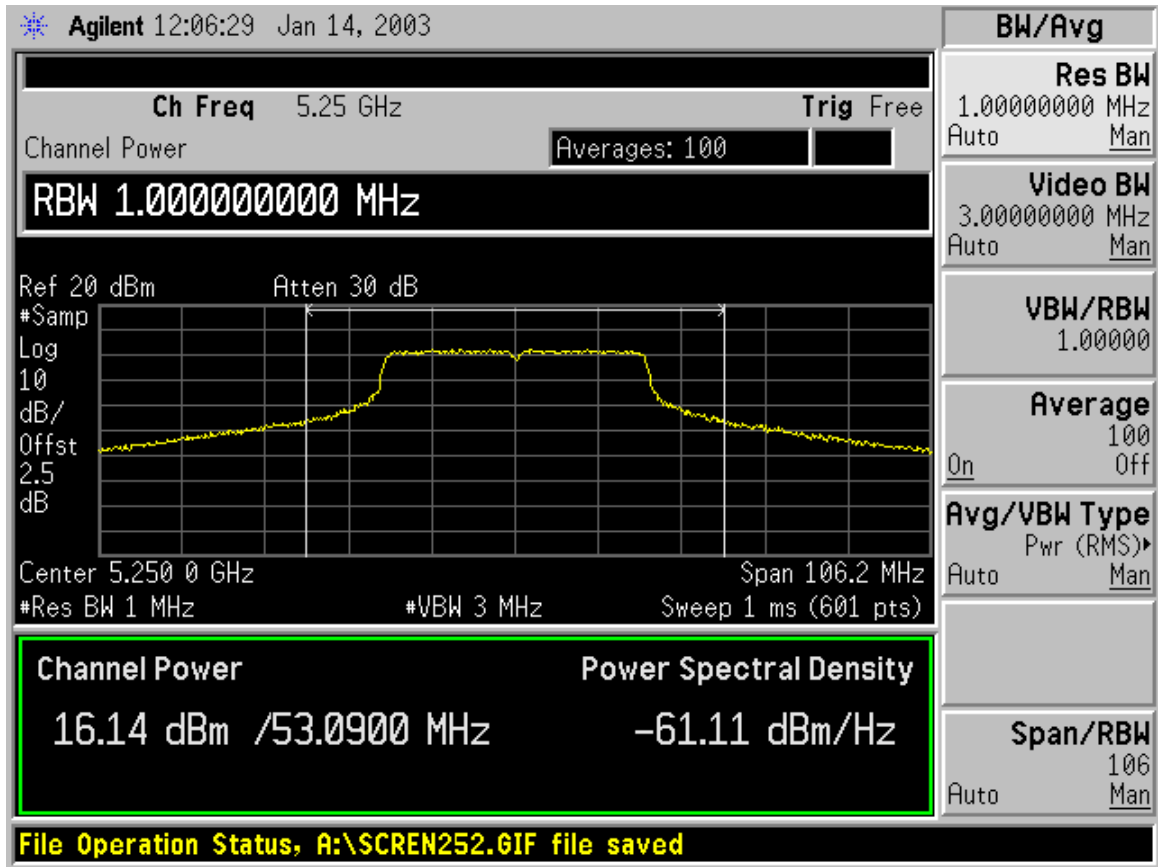 Agilent 12:06:29 Jan 14, 2003
BW/Avg
Ch Freq 5.25 GHz Trig Free
Channel Power Averages: 100
RBW 1.000000000 MHz
Ref 20 dBm Atten 30 dB
#Samp
Log
10
dB/
Offst
2.5
dB
Center 5.250 0 GHz Span 106.2 MHz
#Res BW 1 MHz #VBW 3 MHz Sweep 1 ms (601 pts)
Channel Power Power Spectral Density
16.14 dBm /53.0900 MHz -61.11 dBm/Hz
Res BW
1.00000000 MHz
Auto Man
Video BW
3.00000000 MHz
Auto Man
VBW/RBW
1.00000
Average
100
On Off
Avg/VBW Type
Pwr (RMS)▸
Auto Man
Span/RBW
106
Auto Man
File Operation Status, A:\SCREN252.GIF file saved